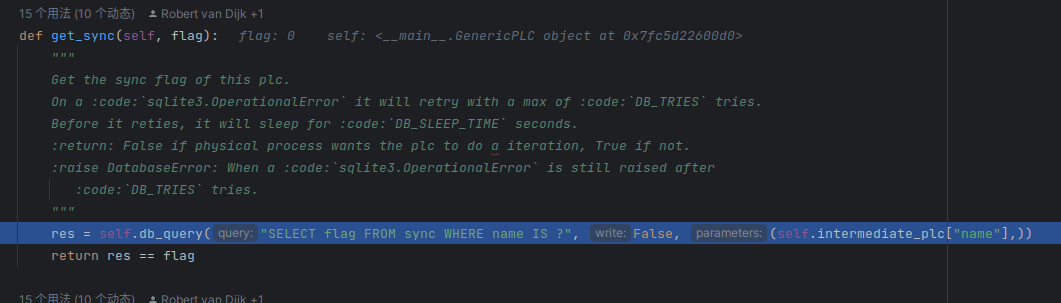 15 个用法 (10 个动态) Robert van Dijk +1
def get_sync(self, flag): flag: 0 self: <__main__.GenericPLC object at 0x7fc5d22600d0>
"""
Get the sync flag of this plc.
On a :code:`sqlite3.OperationalError` it will retry with a max of :code:`DB_TRIES` tries.
Before it reties, it will sleep for :code:`DB_SLEEP_TIME` seconds.
:return: False if physical process wants the plc to do a iteration, True if not.
:raise DatabaseError: When a :code:`sqlite3.OperationalError` is still raised after
:code:`DB_TRIES` tries.
"""
res = self.db_query( query: "SELECT flag FROM sync WHERE name IS ?", write: False, parameters: (self.intermediate_plc["name"],))
return res == flag
15 个用法 (10 个动态) Robert van Dijk +1